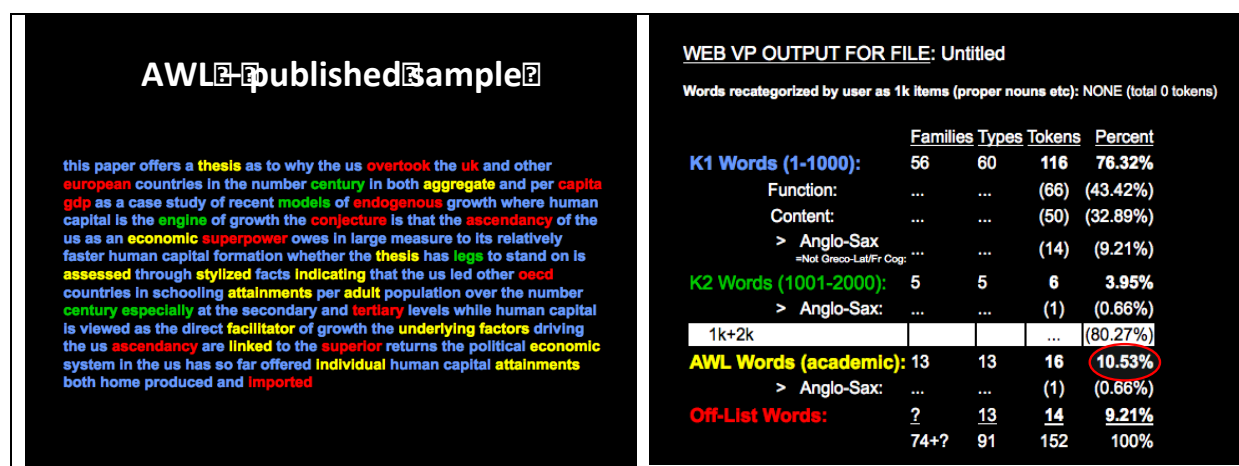 AWL – published sample
this paper offers a thesis as to why the us overtook the uk and other
european countries in the number century in both aggregate and per capita
gdp as a case study of recent models of endogenous growth where human
capital is the engine of growth the conjecture is that the ascendancy of the
us as an economic superpower owes in large measure to its relatively
faster human capital formation whether the thesis has legs to stand on is
assessed through stylized facts indicating that the us led other oecd
countries in schooling attainments per adult population over the number
century especially at the secondary and tertiary levels while human capital
is viewed as the direct facilitator of growth the underlying factors driving
the us ascendancy are linked to the superior returns the political economic
system in the us has so far offered individual human capital attainments
both home produced and imported
WEB VP OUTPUT FOR FILE: Untitled
Words recategorized by user as 1k items (proper nouns etc): NONE (total 0 tokens)
Families Types Tokens Percent
K1 Words (1-1000): 56 60 116 76.32%
Function: ... ... (66) (43.42%)
Content: ... ... (50) (32.89%)
> Anglo-Sax
=Not Greco-Lat/Fr Cog: ... ... (14) (9.21%)
K2 Words (1001-2000): 5 5 6 3.95%
> Anglo-Sax: ... ... (1) (0.66%)
1k+2k ... (80.27%)
AWL Words (academic): 13 13 16 10.53%
> Anglo-Sax: ... ... (1) (0.66%)
Off-List Words: ? 13 14 9.21%
74+? 91 152 100%